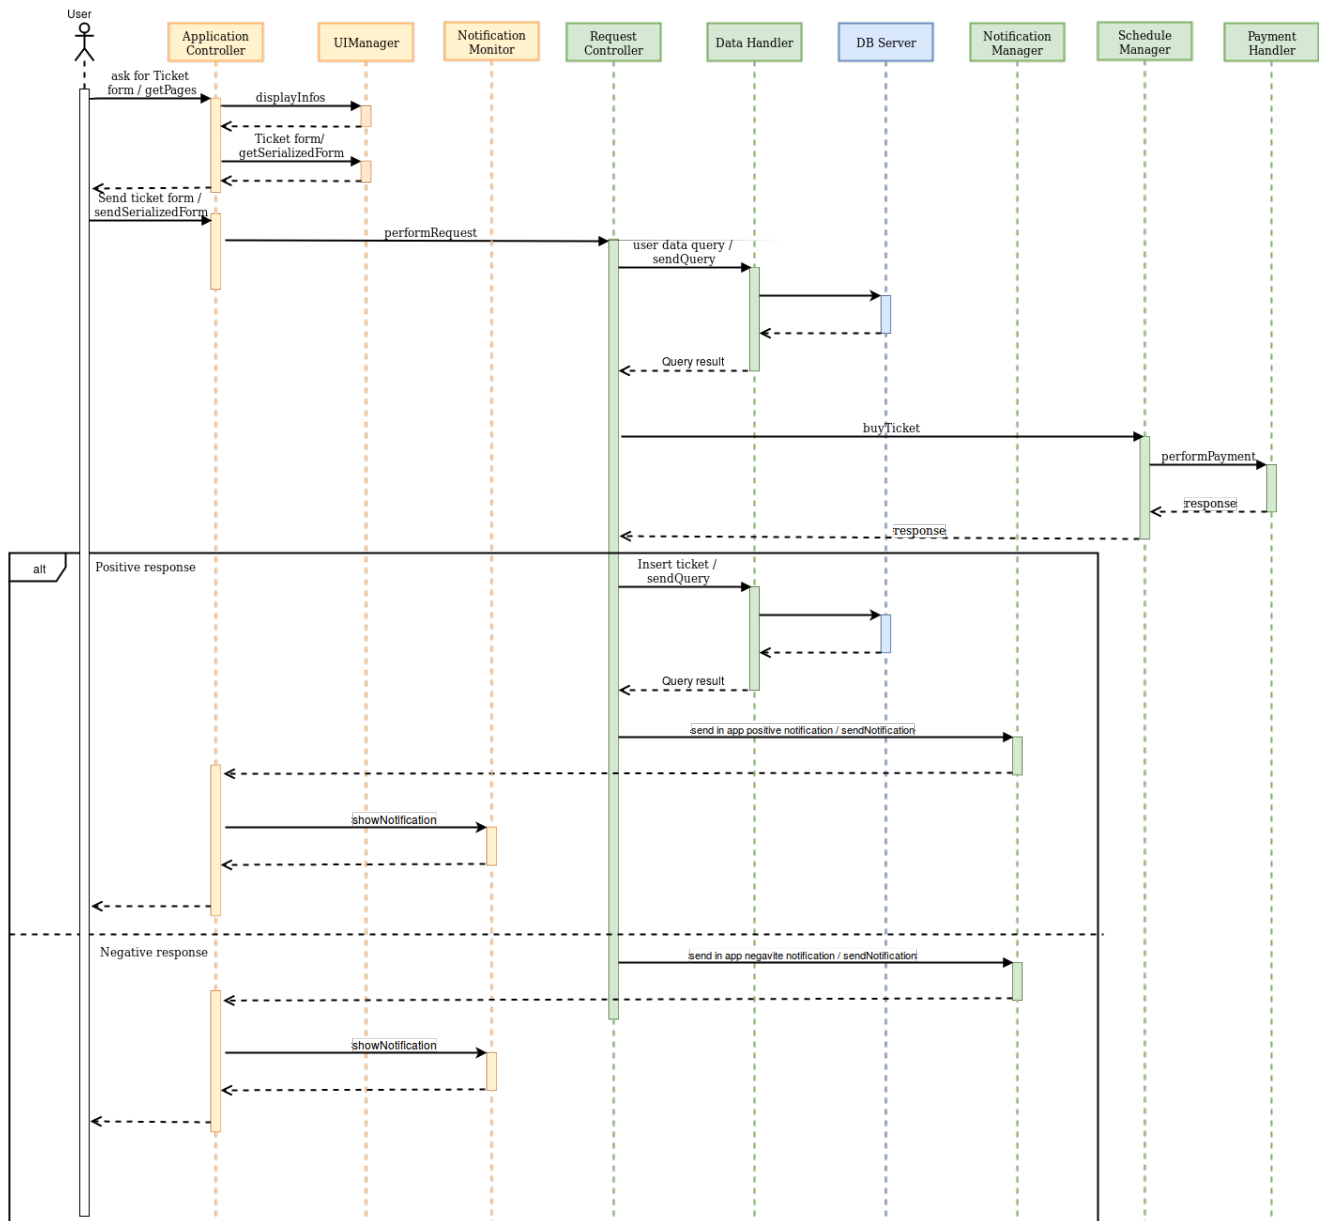 User
Application
Controller
UIManager
Notification
Monitor
Request
Controller
Data Handler
DB Server
Notification
Manager
Schedule
Manager
Payment
Handler
ask for Ticket
form / getPages
displayInfos
Ticket form/
getSerializedForm
Send ticket form /
sendSerializedForm
performRequest
user data query /
sendQuery
Query result
buyTicket
performPayment
response
response
alt
Positive response
Insert ticket /
sendQuery
Query result
send in app positive notification / sendNotification
showNotification
Negative response
send in app negavite notification / sendNotification
showNotification